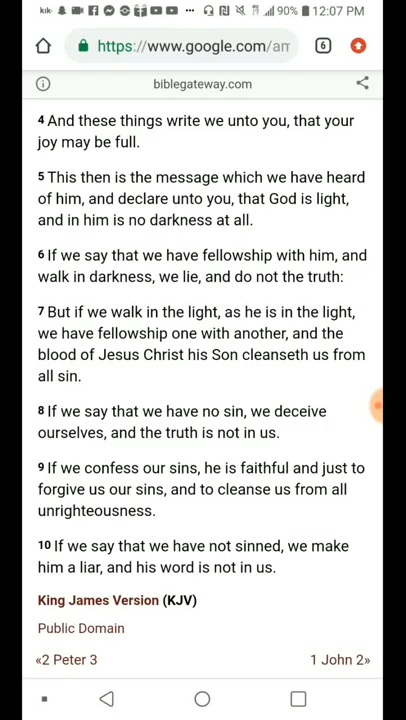 kik
90% 12:07 PM
https://www.google.com/am
6
biblegateway.com
4 And these things write we unto you, that your
joy may be full.
5 This then is the message which we have heard
of him, and declare unto you, that God is light,
and in him is no darkness at all.
6 If we say that we have fellowship with him, and
walk in darkness, we lie, and do not the truth:
7 But if we walk in the light, as he is in the light,
we have fellowship one with another, and the
blood of Jesus Christ his Son cleanseth us from
all sin.
8 If we say that we have no sin, we deceive
ourselves, and the truth is not in us.
9 If we confess our sins, he is faithful and just to
forgive us our sins, and to cleanse us from all
unrighteousness.
10 If we say that we have not sinned, we make
him a liar, and his word is not in us.
King James Version (KJV)
Public Domain
«2 Peter 3 1 John 2»